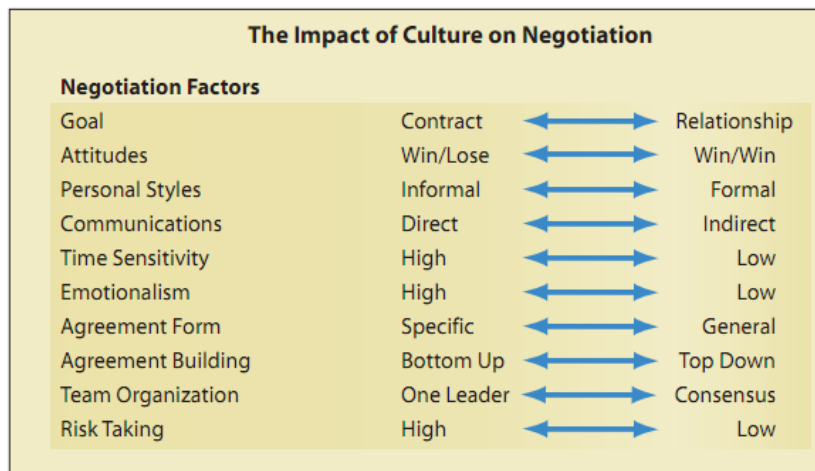 The Impact of Culture on Negotiation
Negotiation Factors
Goal Contract Relationship
Attitudes Win/Lose Win/Win
Personal Styles Informal Formal
Communications Direct Indirect
Time Sensitivity High Low
Emotionalism High Low
Agreement Form Specific General
Agreement Building Bottom Up Top Down
Team Organization One Leader Consensus
Risk Taking High Low